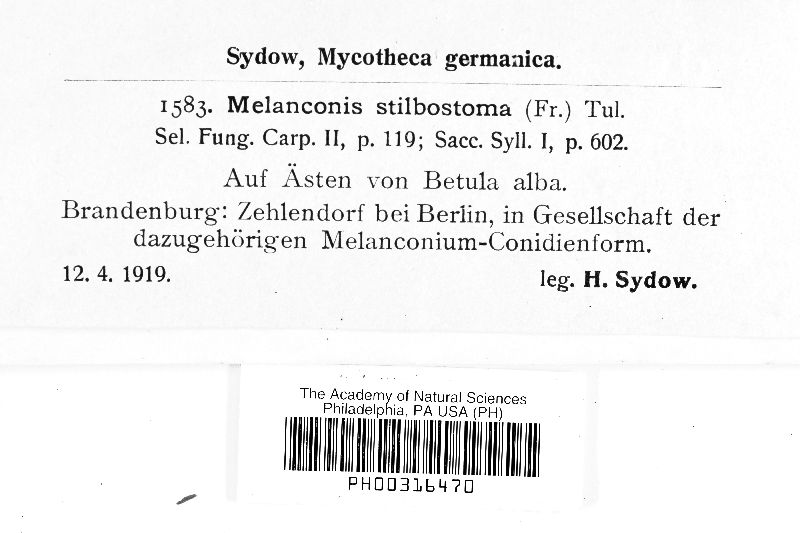 Sydow, Mycotheca germanica.
1583. Melanconis stilbostoma (Fr.) Tul.
Sel. Fung. Carp. II, p. 119; Sacc. Syll. I, p. 602.
Auf Ästen von Betula alba.
Brandenburg: Zehlendorf bei Berlin, in Gesellschaft der
dazugehörigen Melanconium-Conidienform.
12. 4. 1919. leg. H. Sydow.
The Academy of Natural Sciences
Philadelphia, PA USA (PH)
PH00316470